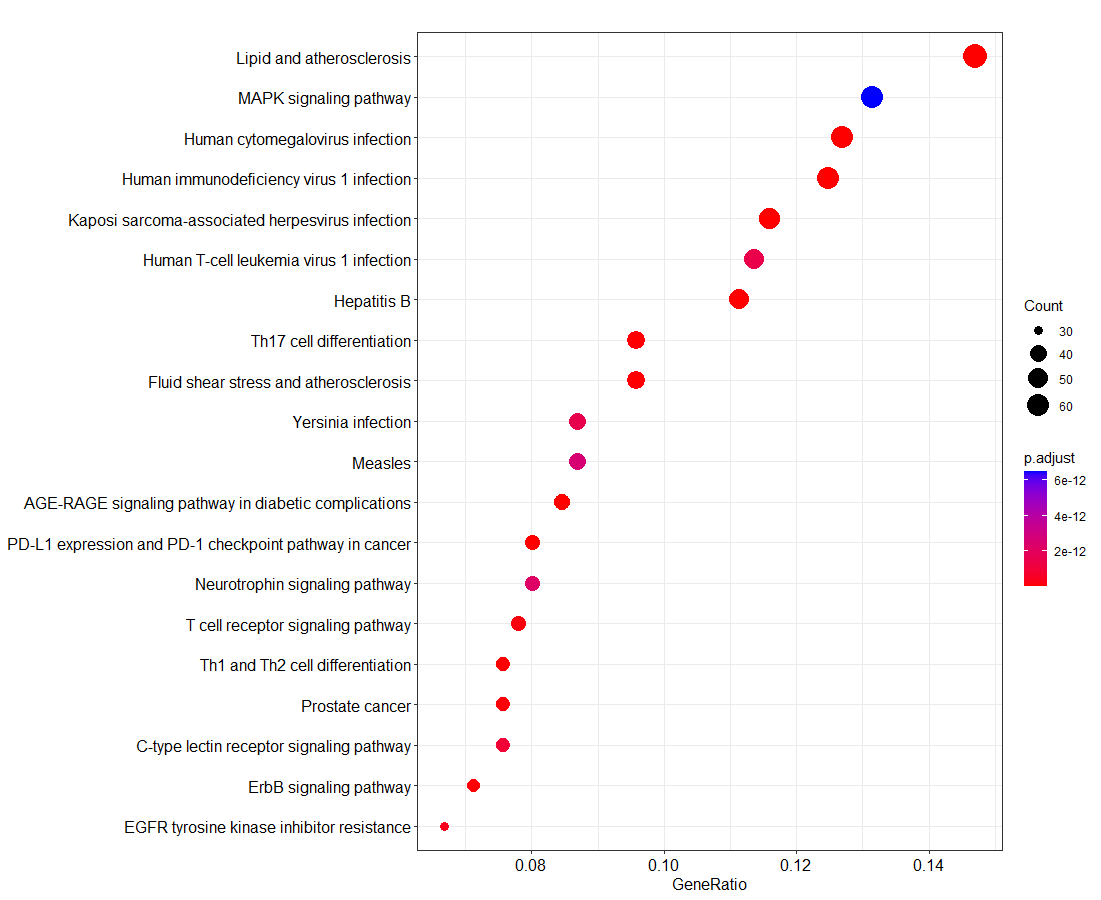 Lipid and atherosclerosis
MAPK signaling pathway
Human cytomegalovirus infection
Human immunodeficiency virus 1 infection
Kaposi sarcoma-associated herpesvirus infection
Human T-cell leukemia virus 1 infection
Hepatitis B
Th17 cell differentiation
Fluid shear stress and atherosclerosis
Yersinia infection
Measles
AGE-RAGE signaling pathway in diabetic complications
PD-L1 expression and PD-1 checkpoint pathway in cancer
Neurotrophin signaling pathway
T cell receptor signaling pathway
Th1 and Th2 cell differentiation
Prostate cancer
C-type lectin receptor signaling pathway
ErbB signaling pathway
EGFR tyrosine kinase inhibitor resistance
0.08 0.10 0.12 0.14
GeneRatio
Count
30
40
50
60
p.adjust
6e-12
4e-12
2e-12